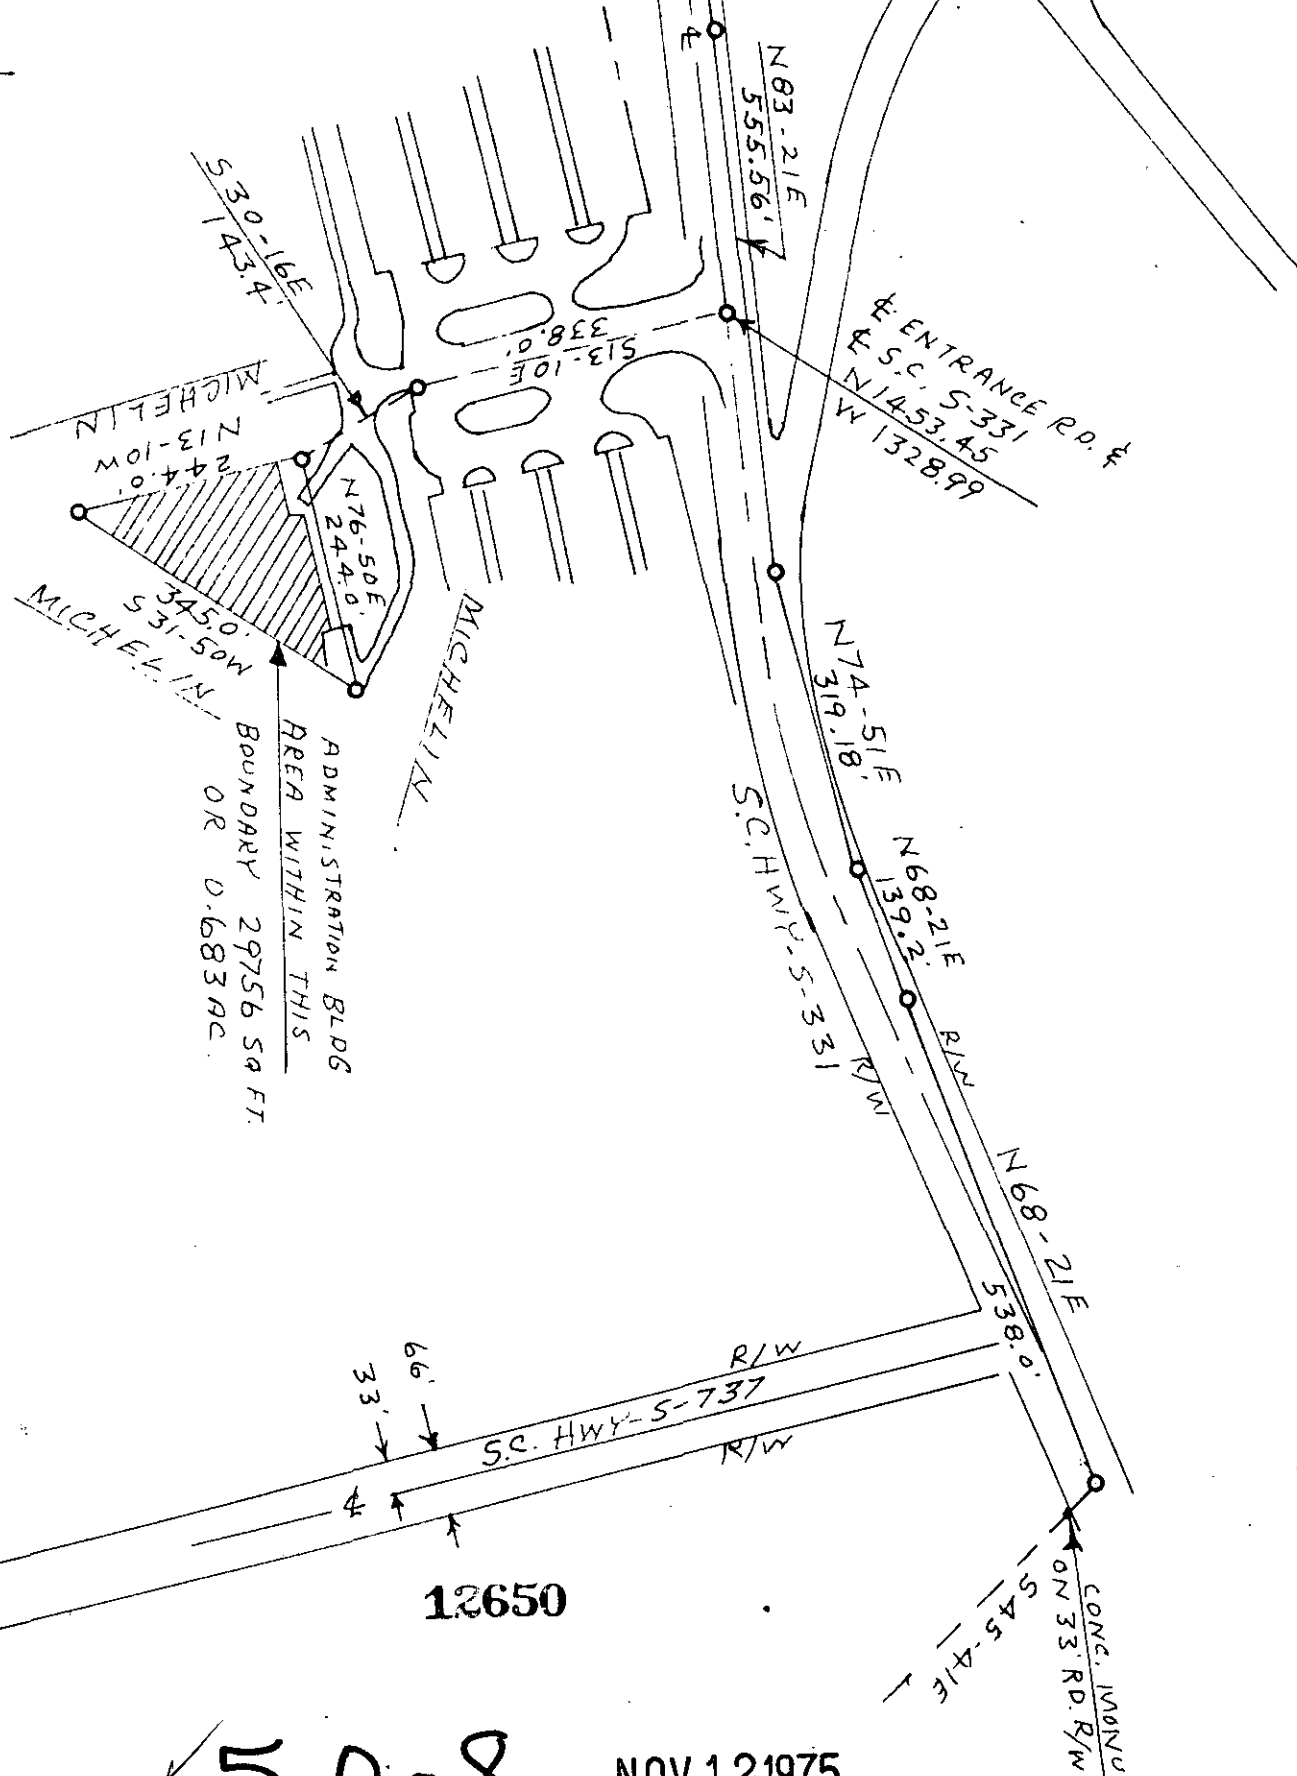 ℄
N83-21E
555.56'
S30-16E
143.4'
℄ ENTRANCE RD. &
℄ S.C. S-331
N 1453.45
W 1328.99
S13-10E
338.0'
MICHELIN
N13-10W
244.0'
N76-50E
244.0'
345.0'
S31-50W
MICHELIN
MICHELIN
ADMINISTRATION BLDG
AREA WITHIN THIS
BOUNDARY 29756 SQ FT.
OR 0.683 AC.
N74-51E
319.18'
N68-21E
139.2'
S.C. HWY-S-331
R/W
R/W
N68-21E
538.0'
66'
33'
R/W
S.C. HWY-S-737
R/W
℄
CONC. MONU
ON 33' RD. R/W
S45-41E
12650
NOV 1 2 1975